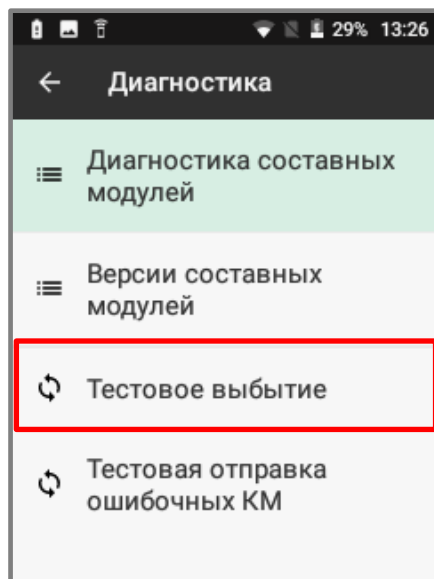 29% 13:26
Диагностика
Диагностика составных
модулей
Версии составных
модулей
Тестовое выбытие
Тестовая отправка
ошибочных КМ